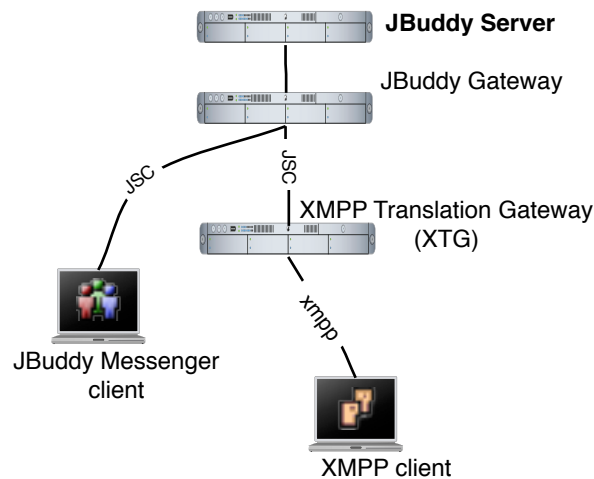 JBuddy Server
JBuddy Gateway
JSC
JSC
XMPP Translation Gateway
(XTG)
xmpp
JBuddy Messenger
client
XMPP client